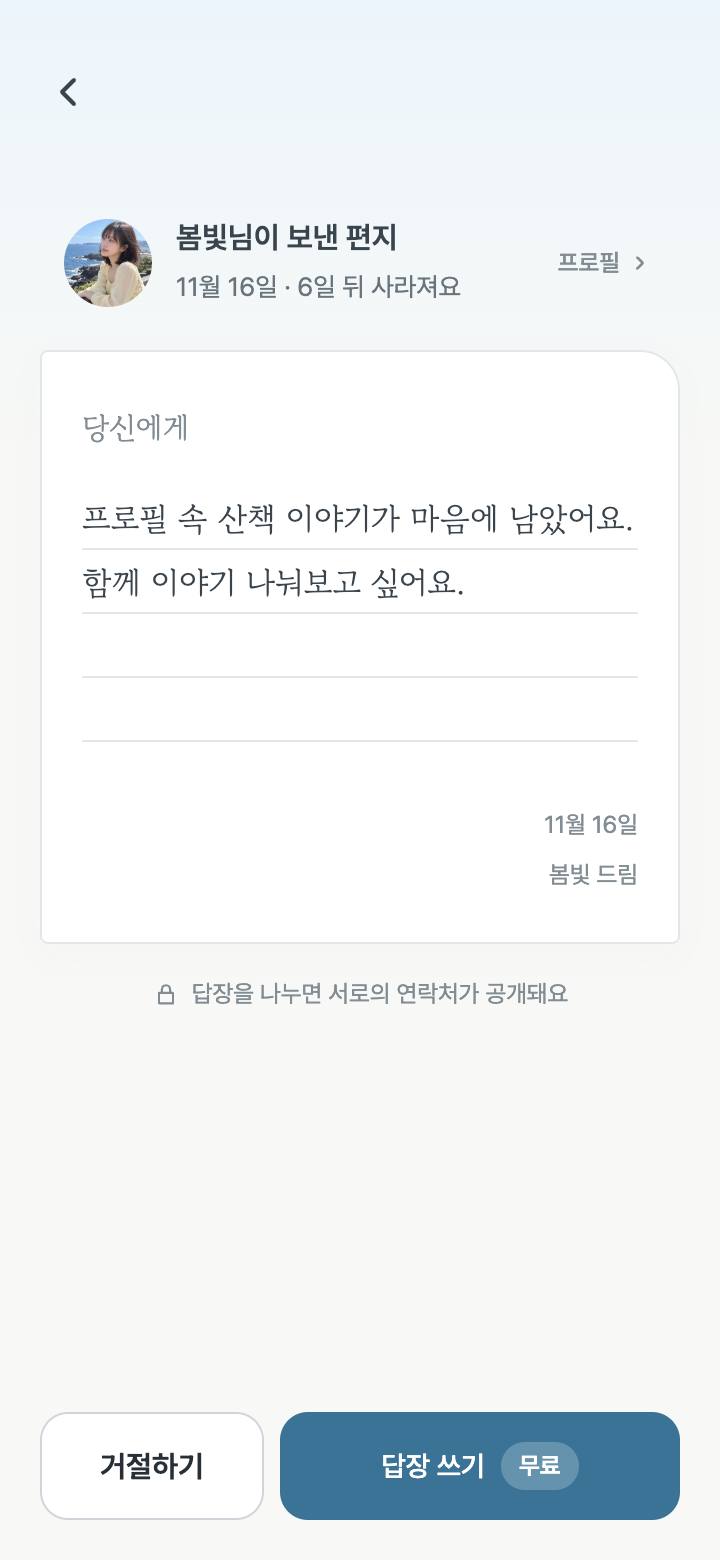 봄빛님이 보낸 편지
11월 16일 · 6일 뒤 사라져요
프로필
당신에게
프로필 속 산책 이야기가 마음에 남았어요.
함께 이야기 나눠보고 싶어요.
11월 16일
봄빛 드림
답장을 나누면 서로의 연락처가 공개돼요
거절하기
답장 쓰기 무료